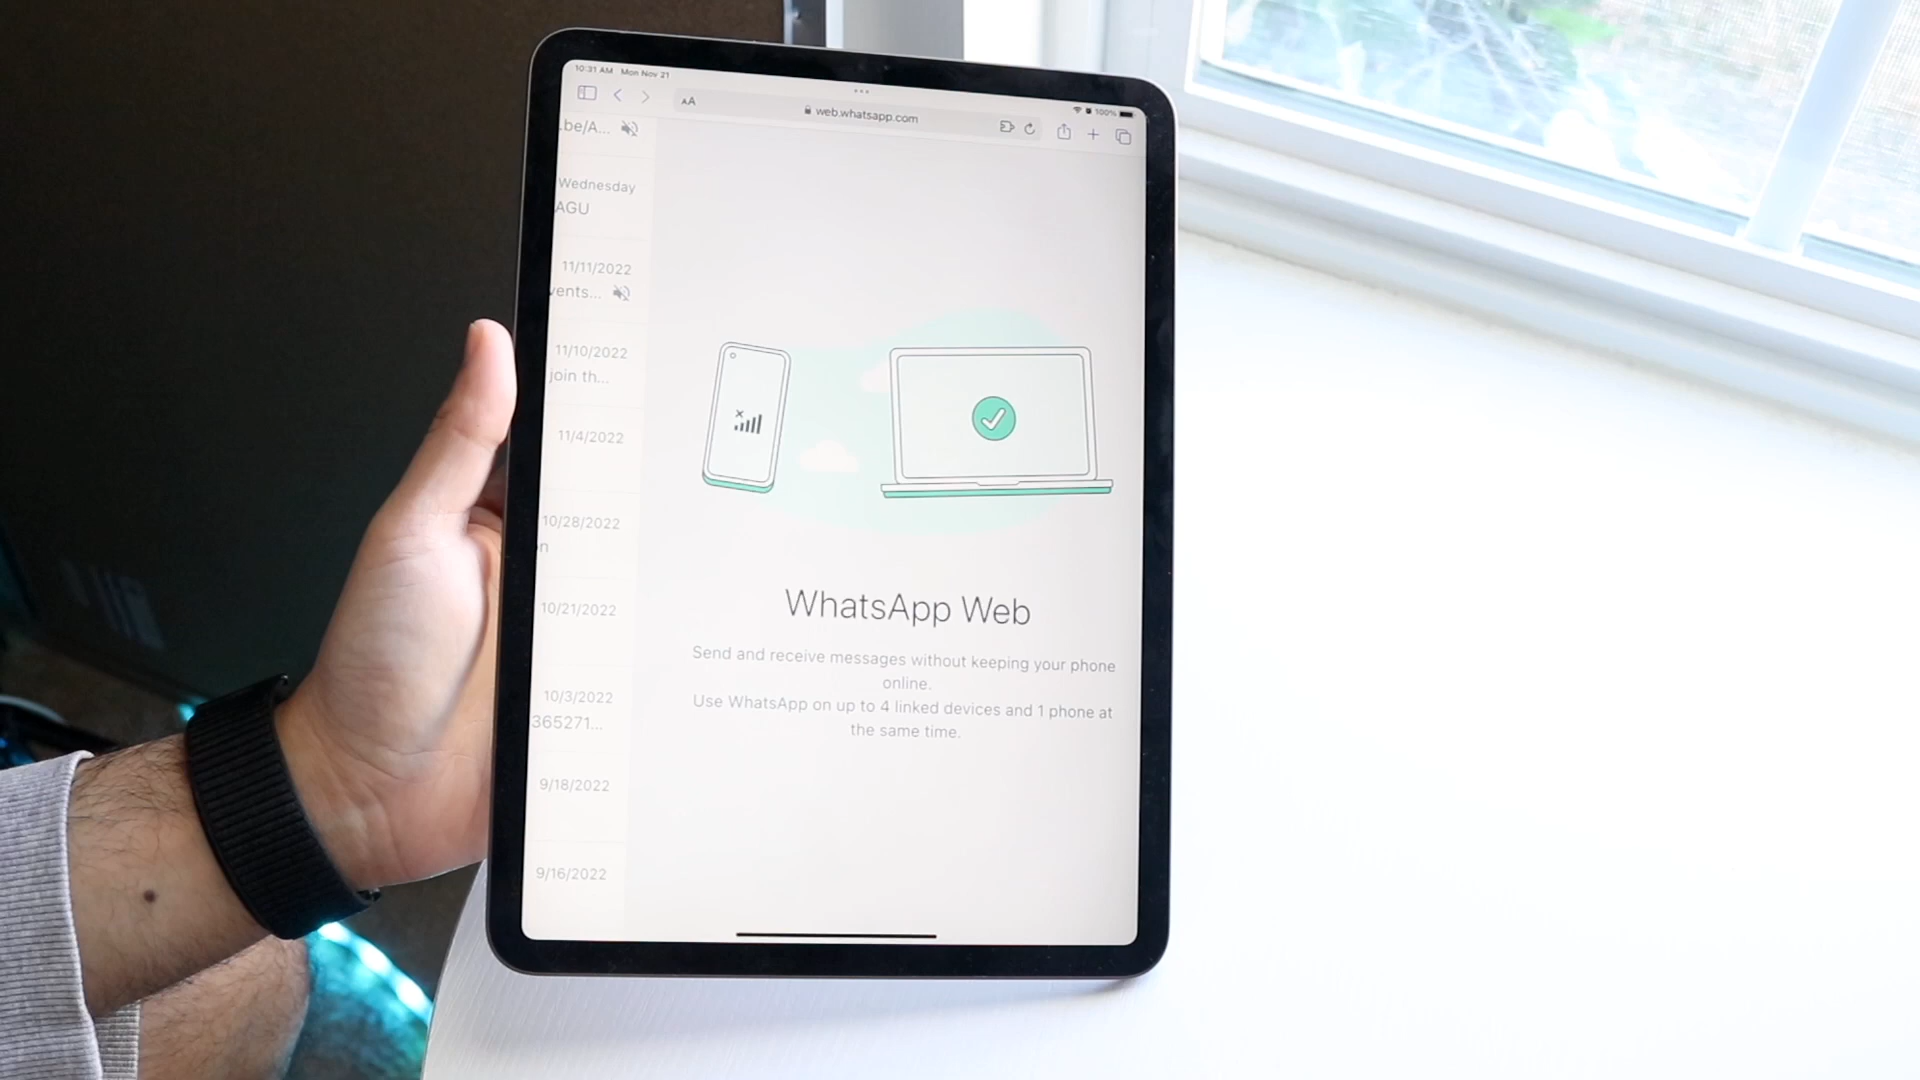 10:31 AM Mon Nov 21
100%
AA
web.whatsapp.com
.be/A...
Wednesday
AGU
11/11/2022
vents...
11/10/2022
join th...
11/4/2022
10/28/2022
on
10/21/2022
10/3/2022
365271...
9/18/2022
9/16/2022
WhatsApp Web
Send and receive messages without keeping your phone
online.
Use WhatsApp on up to 4 linked devices and 1 phone at
the same time.